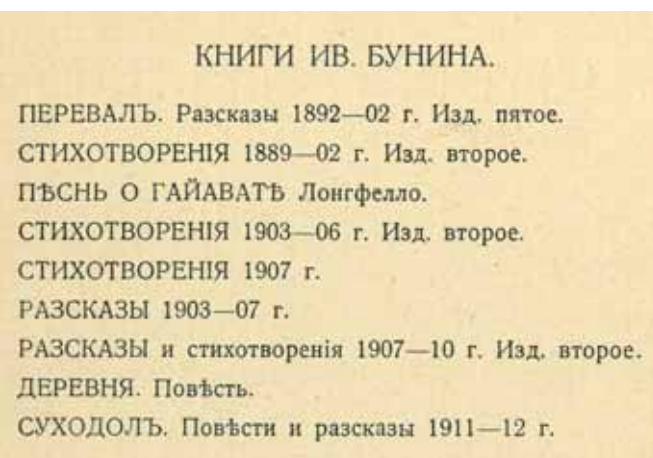 КНИГИ ИВ. БУНИНА.
ПЕРЕВАЛЪ. Разсказы 1892—02 г. Изд. пятое.
СТИХОТВОРЕНІЯ 1889—02 г. Изд. второе.
ПѢСНЬ О ГАЙАВАТѢ Лонгфелло.
СТИХОТВОРЕНІЯ 1903—06 г. Изд. второе.
СТИХОТВОРЕНІЯ 1907 г.
РАЗСКАЗЫ 1903—07 г.
РАЗСКАЗЫ и стихотворенія 1907—10 г. Изд. второе.
ДЕРЕВНЯ. Повѣсть.
СУХОДОЛЪ. Повѣсти и разсказы 1911—12 г.